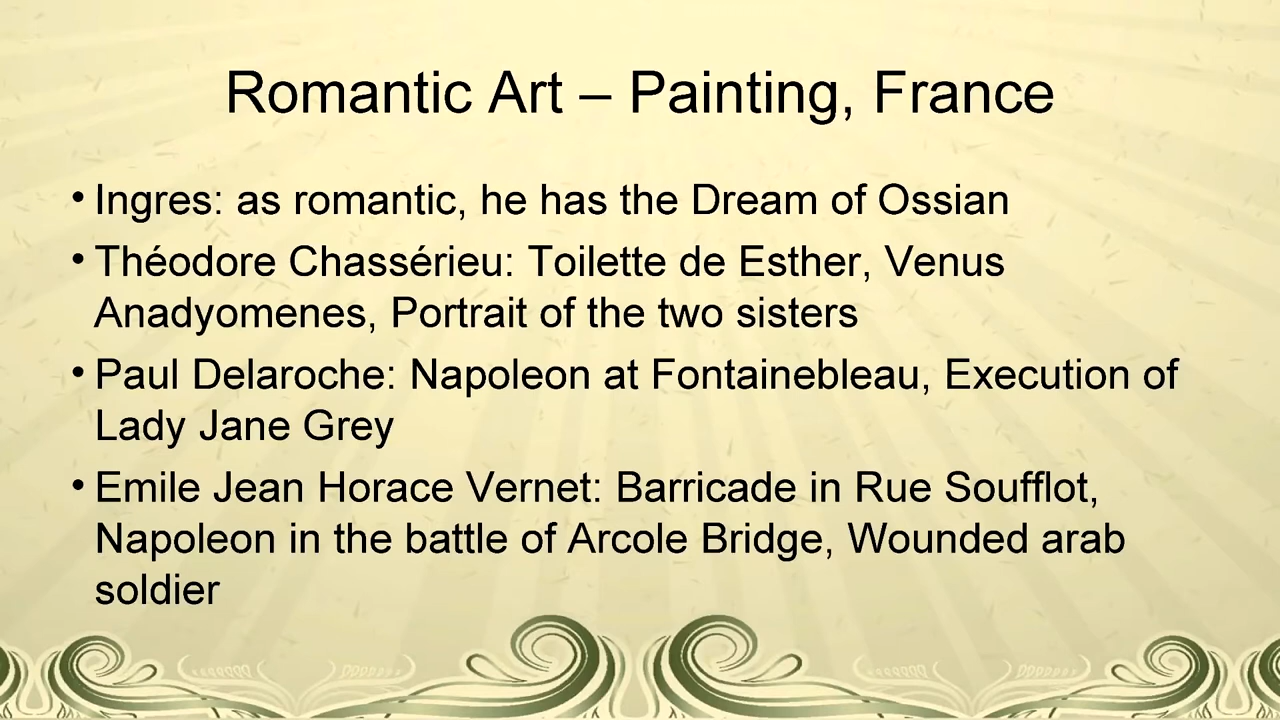 Romantic Art – Painting, France
• Ingres: as romantic, he has the Dream of Ossian
• Théodore Chassérieu: Toilette de Esther, Venus
Anadyomenes, Portrait of the two sisters
• Paul Delaroche: Napoleon at Fontainebleau, Execution of
Lady Jane Grey
• Emile Jean Horace Vernet: Barricade in Rue Soufflot,
Napoleon in the battle of Arcole Bridge, Wounded arab
soldier